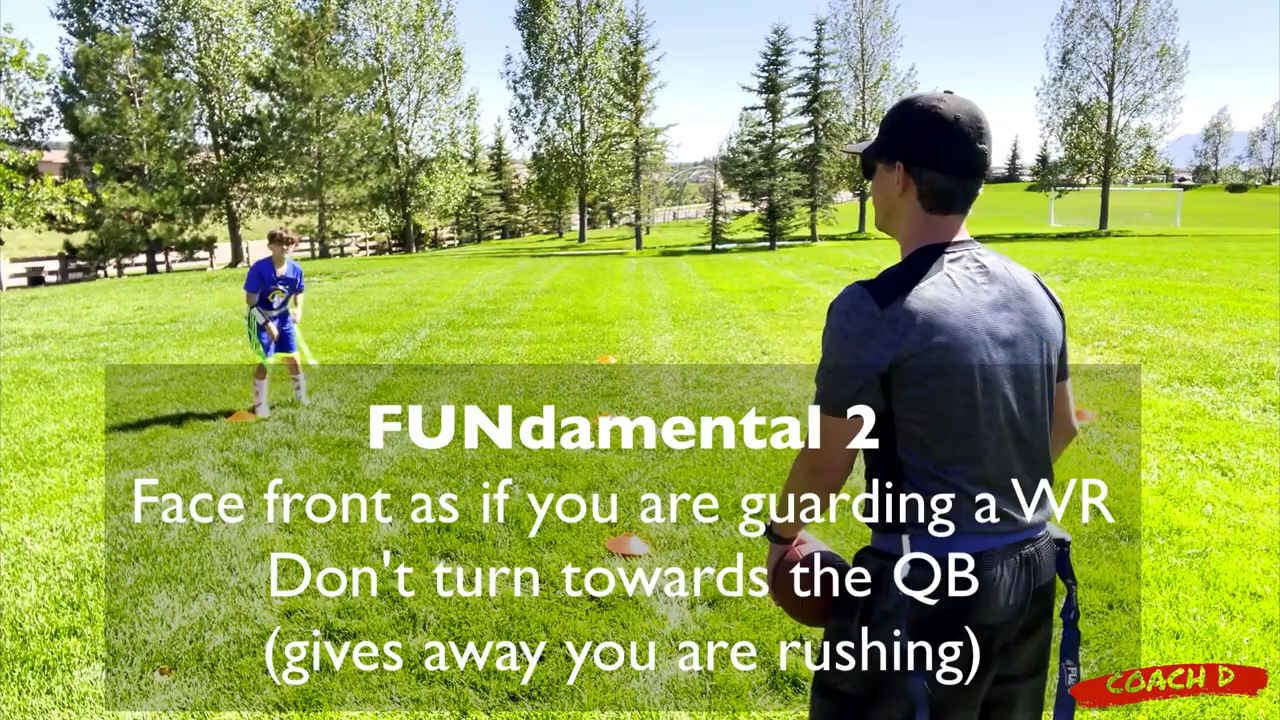 FUNdamental 2
Face front as if you are guarding a WR
Don't turn towards the QB
(gives away you are rushing)
COACH D